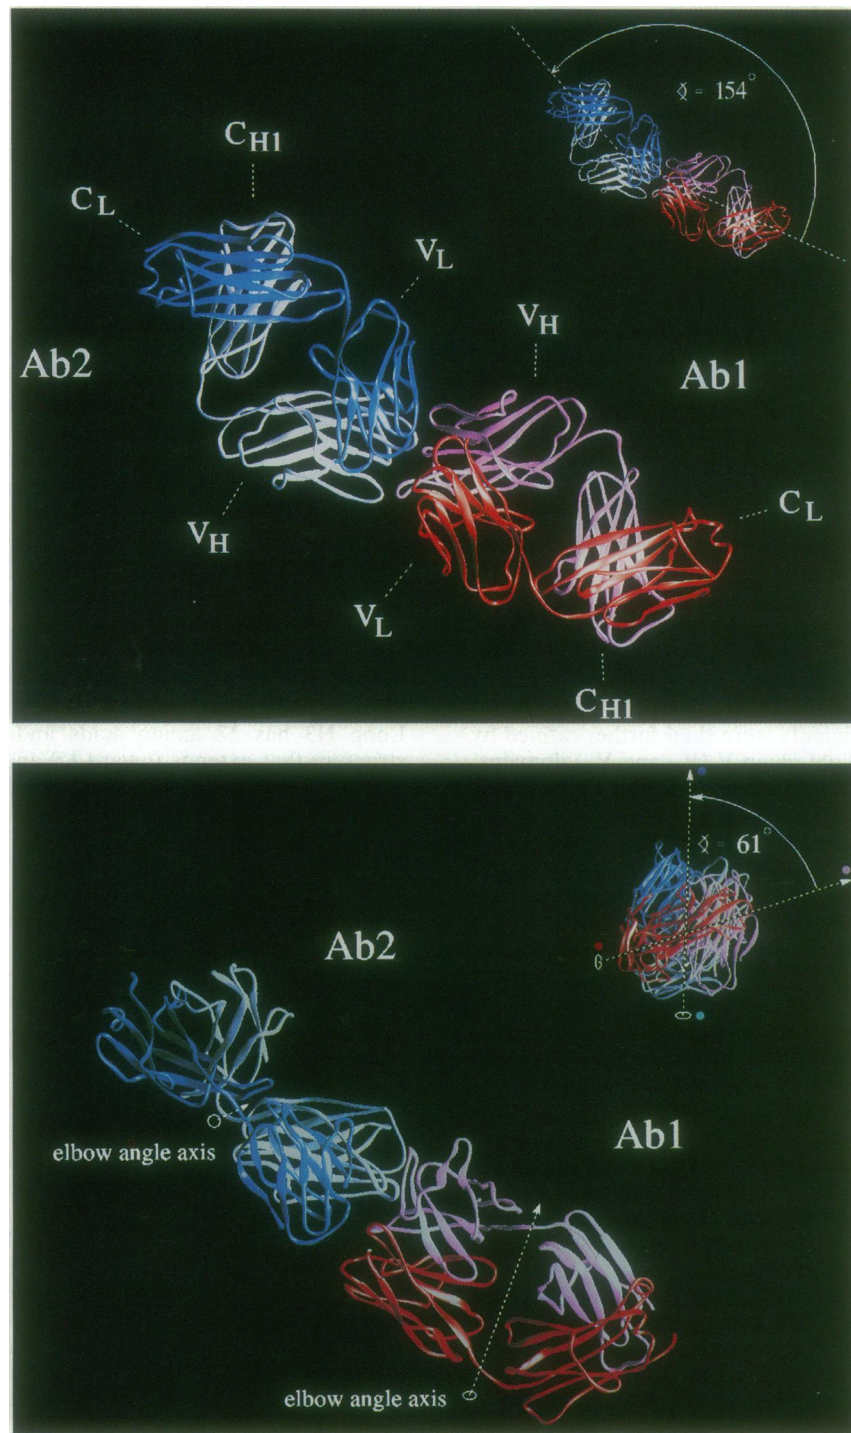 ⦨ = 154°
C_H1
C_L
V_L
V_H
Ab2
Ab1
V_H
C_L
V_L
C_H1
⦨ = 61°
Ab2
Ab1
elbow angle axis
elbow angle axis